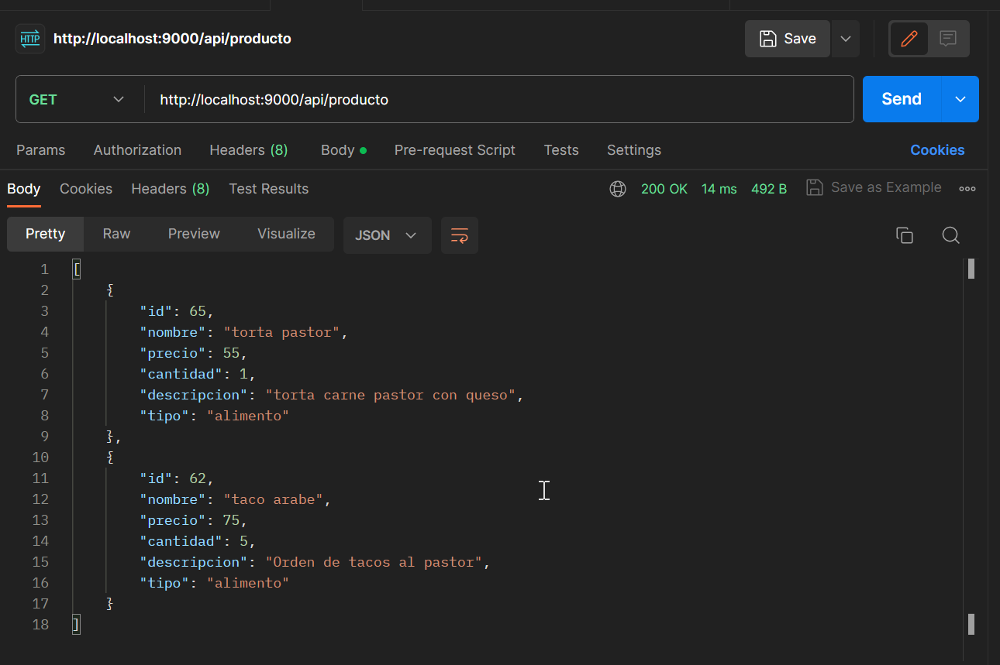 HTTP http://localhost:9000/api/producto Save
GET http://localhost:9000/api/producto Send
Params Authorization Headers (8) Body Pre-request Script Tests Settings Cookies
Body Cookies Headers (8) Test Results 200 OK 14 ms 492 B Save as Example
Pretty Raw Preview Visualize JSON
1 [
2 {
3 "id": 65,
4 "nombre": "torta pastor",
5 "precio": 55,
6 "cantidad": 1,
7 "descripcion": "torta carne pastor con queso",
8 "tipo": "alimento"
9 },
10 {
11 "id": 62,
12 "nombre": "taco arabe",
13 "precio": 75,
14 "cantidad": 5,
15 "descripcion": "Orden de tacos al pastor",
16 "tipo": "alimento"
17 }
18 ]